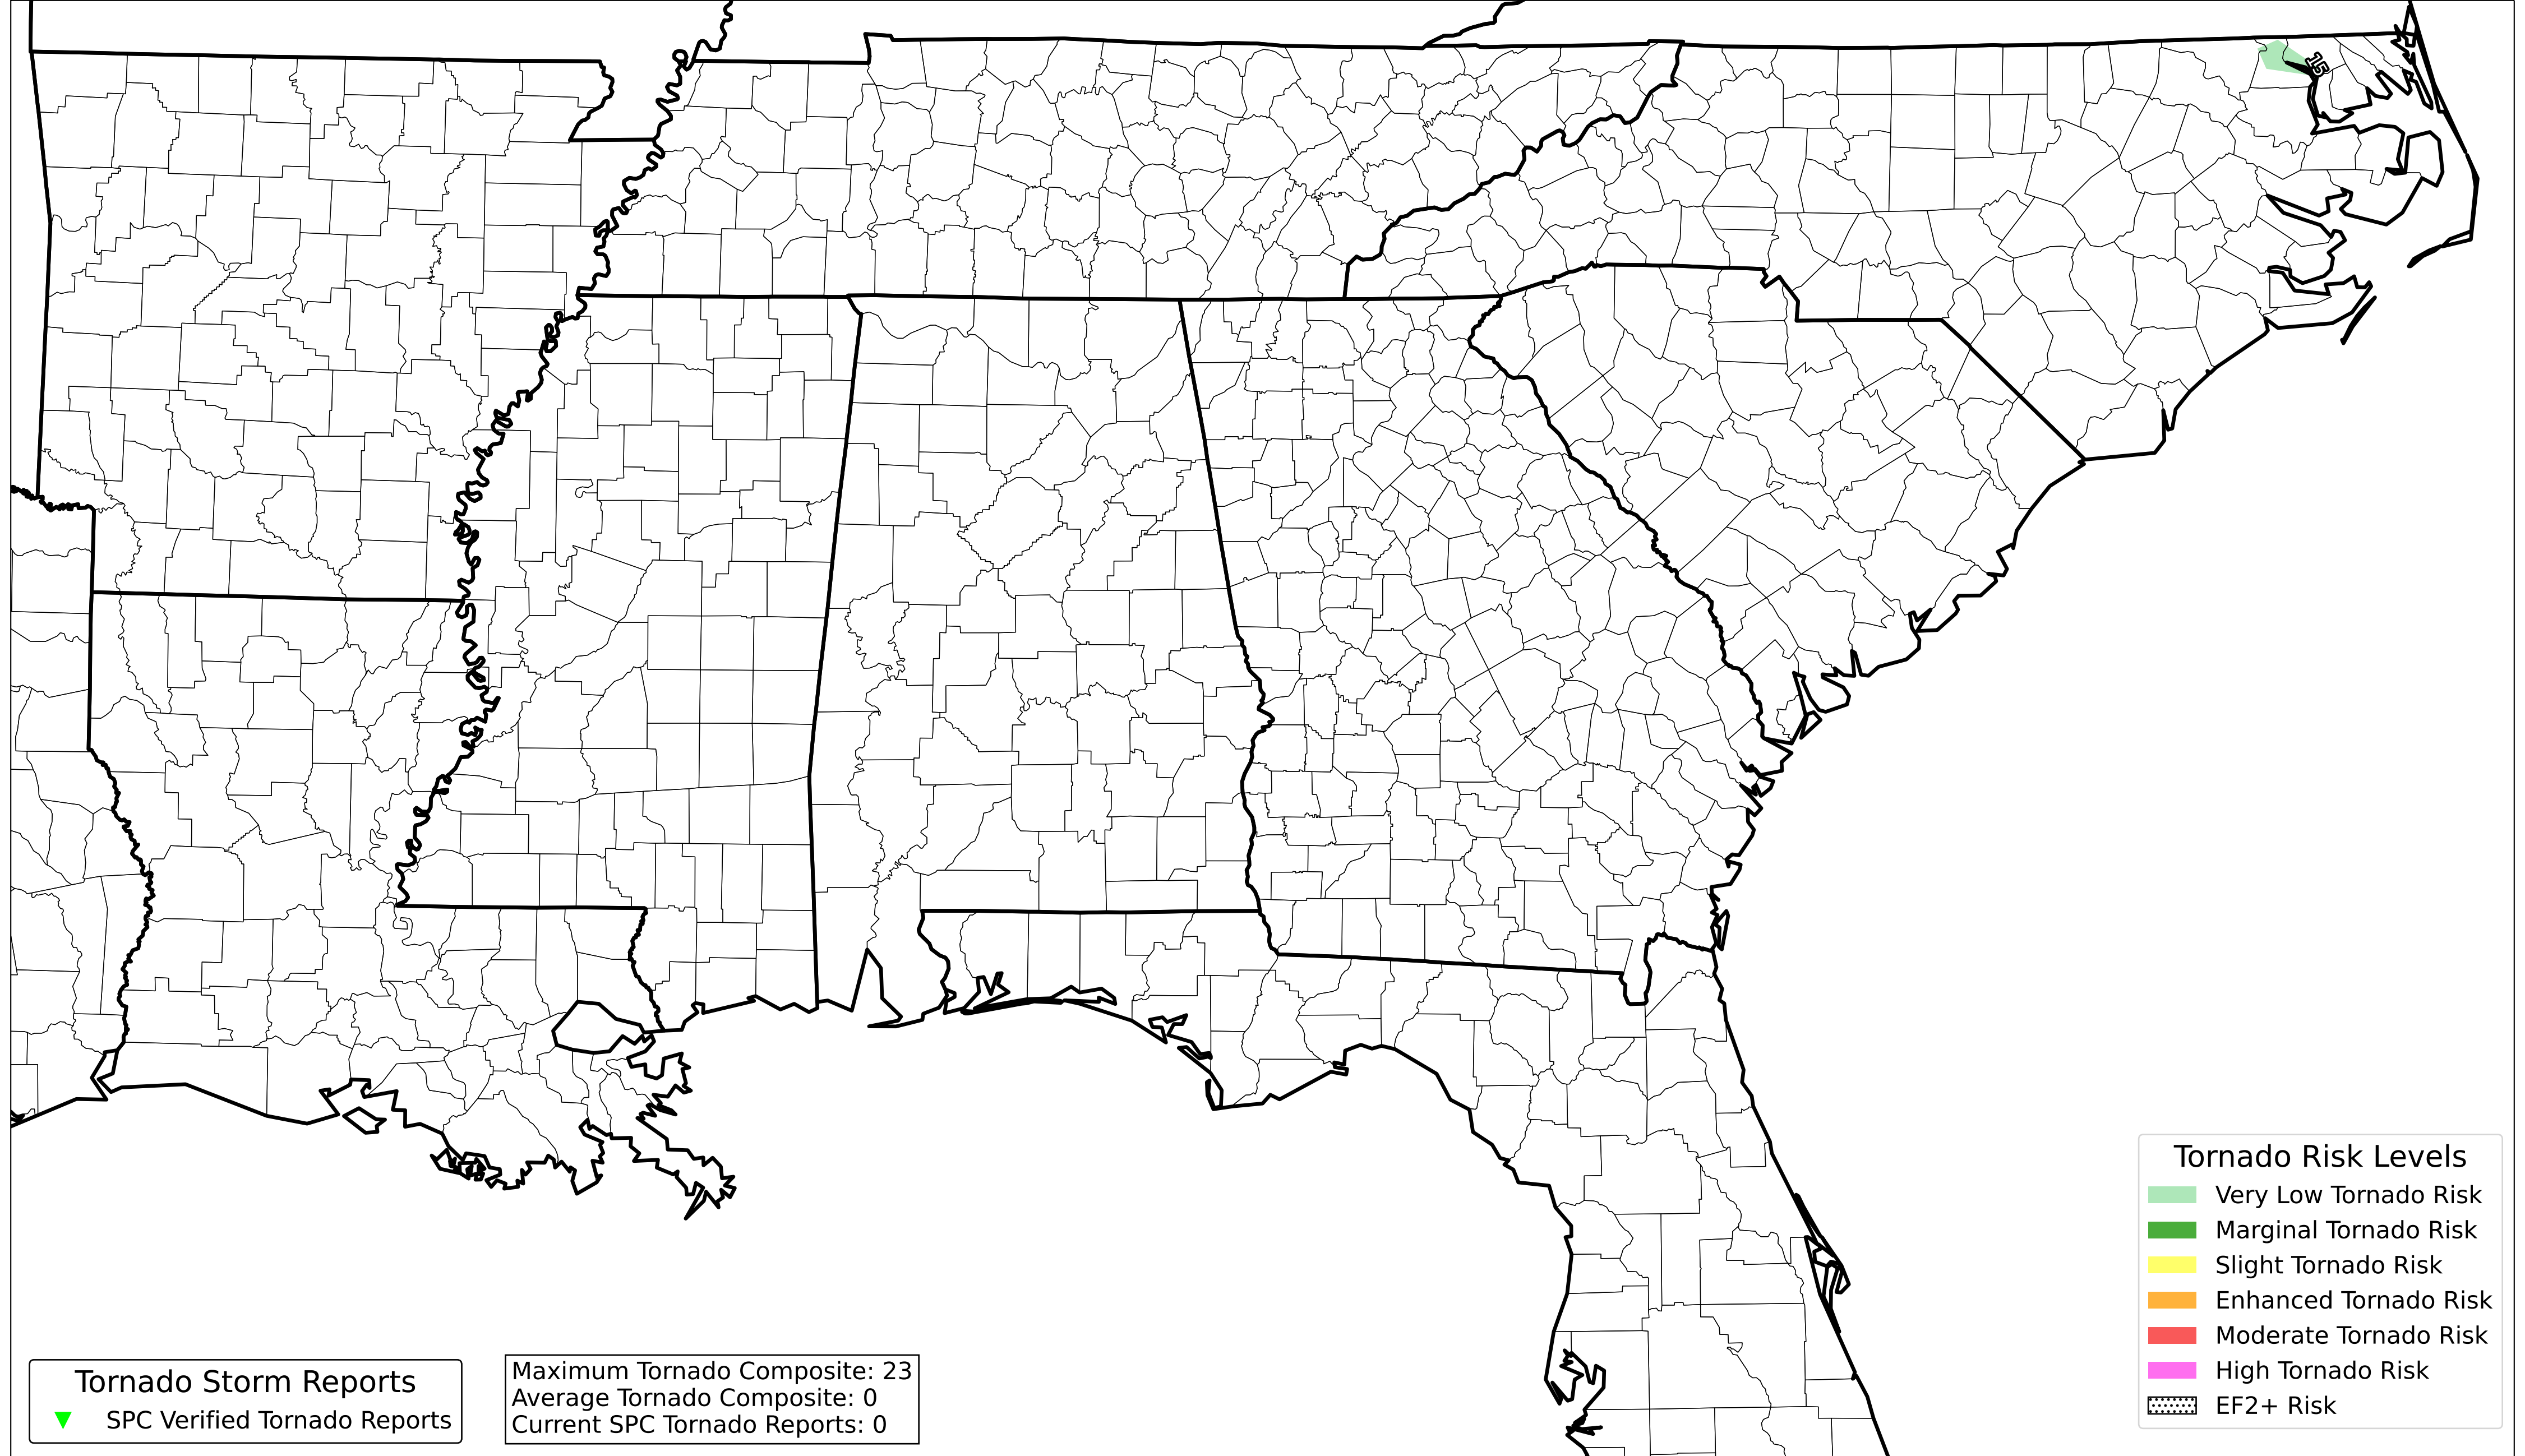 15
Tornado Risk Levels
Very Low Tornado Risk
Marginal Tornado Risk
Slight Tornado Risk
Enhanced Tornado Risk
Moderate Tornado Risk
High Tornado Risk
EF2+ Risk
Tornado Storm Reports
SPC Verified Tornado Reports
Maximum Tornado Composite: 23
Average Tornado Composite: 0
Current SPC Tornado Reports: 0